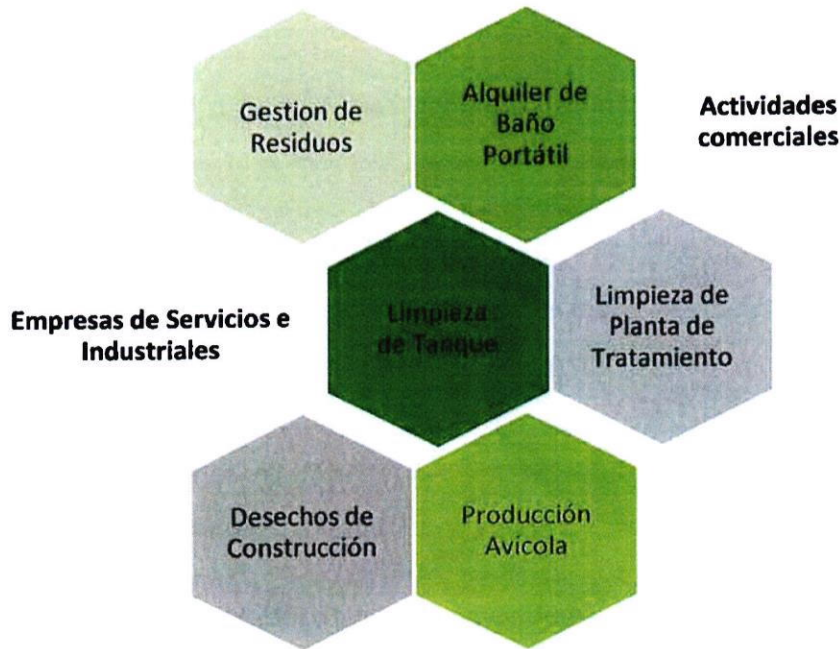 Gestion de
Residuos
Alquiler de
Baño
Portátil
Actividades
comerciales
Empresas de Servicios e
Industriales
Limpieza
de Tanque
Limpieza de
Planta de
Tratamiento
Desechos de
Construcción
Producción
Avícola